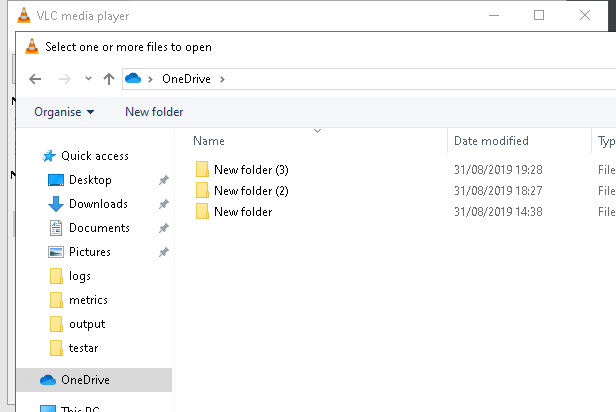 VLC media player
Select one or more files to open
OneDrive
Organise New folder
Name Date modified Typ
Quick access
Desktop
Downloads
Documents
Pictures
logs
metrics
output
testar
OneDrive
This PC
New folder (3) 31/08/2019 19:28 File
New folder (2) 31/08/2019 18:27 File
New folder 31/08/2019 14:38 File